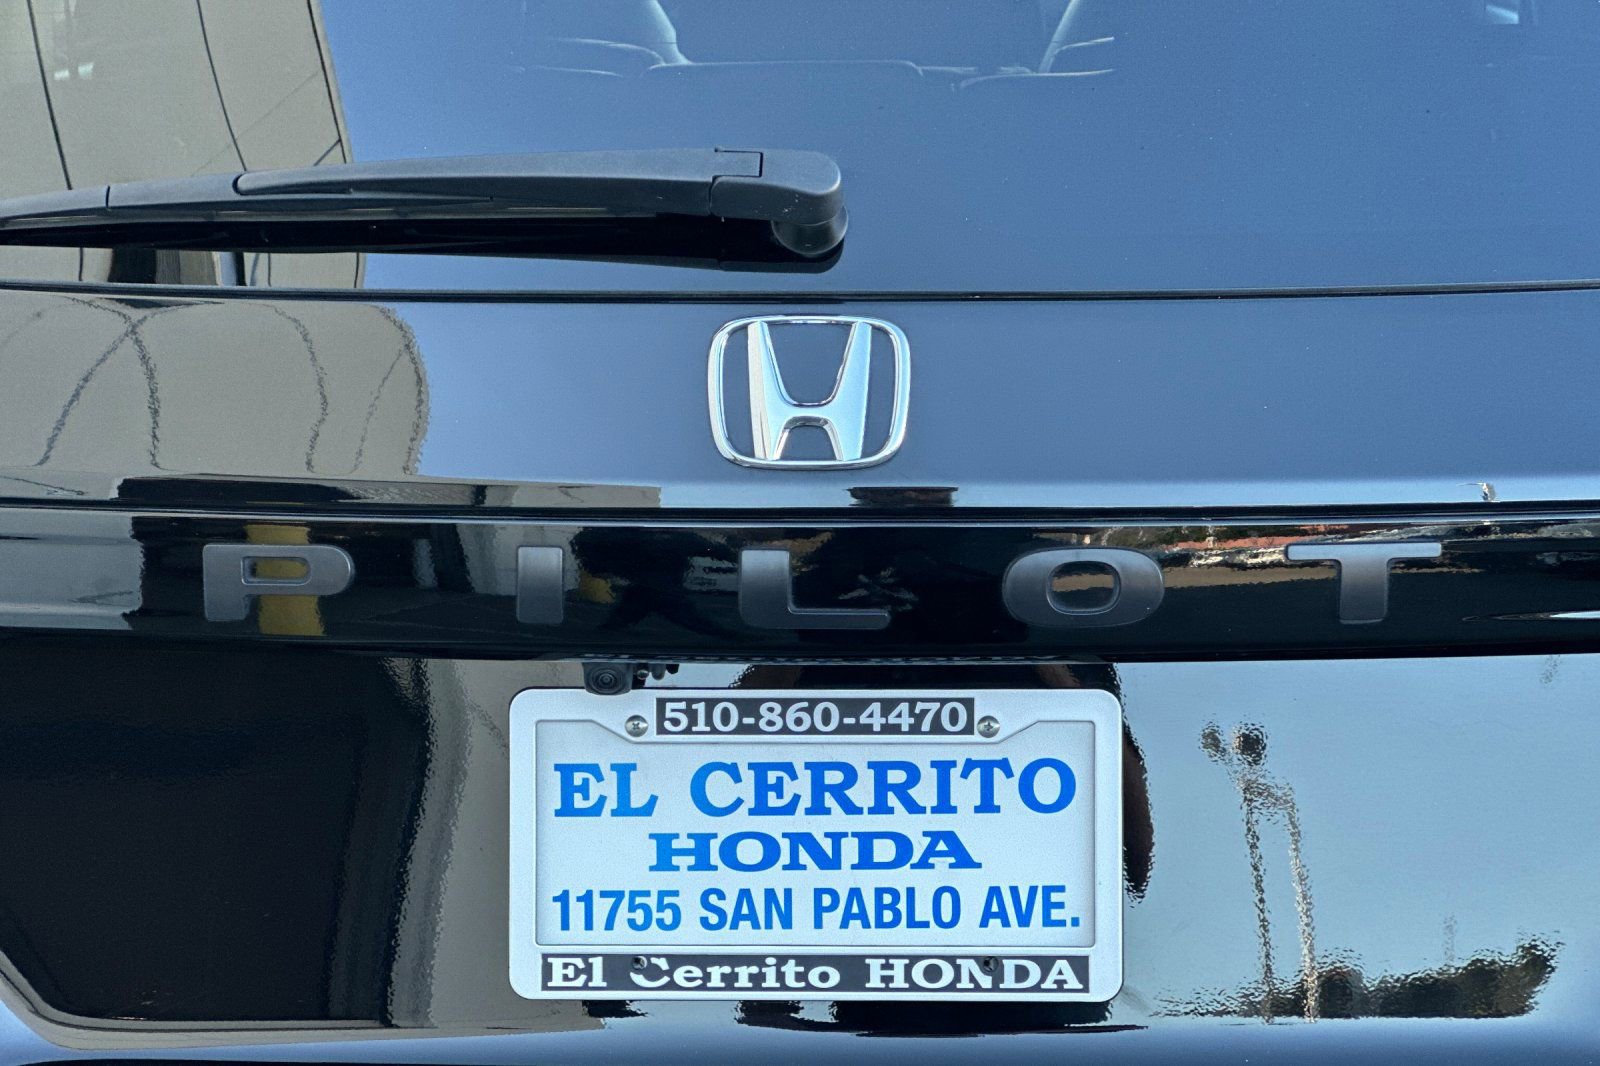 PILOT
510-860-4470
EL CERRITO
HONDA
11755 SAN PABLO AVE.
El Cerrito HONDA